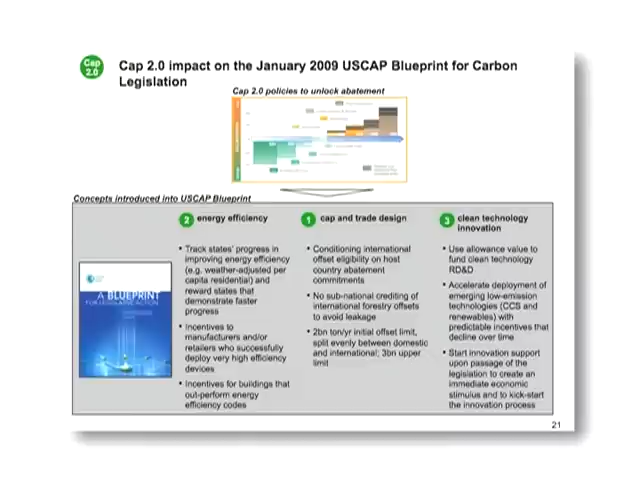 Cap
2.0
Cap 2.0 impact on the January 2009 USCAP Blueprint for Carbon
Legislation
Cap 2.0 policies to unlock abatement
Concepts introduced into USCAP Blueprint
2 energy efficiency
• Track states' progress in
improving energy efficiency
(e.g. weather-adjusted per
capita residential) and
reward states that
demonstrate faster
progress
• Incentives to
manufacturers and/or
retailers who successfully
deploy very high efficiency
devices
• Incentives for buildings that
out-perform energy
efficiency codes
1 cap and trade design
• Conditioning international
offset eligibility on host
country abatement
commitments
• No sub-national crediting of
international forestry offsets
to avoid leakage
• 2bn ton/yr initial offset limit,
split evenly between domestic
and international; 3bn upper
limit
3 clean technology
innovation
• Use allowance value to
fund clean technology
RD&D
• Accelerate deployment of
emerging low-emission
technologies (CCS and
renewables) with
predictable incentives that
decline over time
• Start innovation support
upon passage of the
legislation to create an
immediate economic
stimulus and to kick-start
the innovation process
A BLUEPRINT
FOR LEGISLATIVE ACTION
21